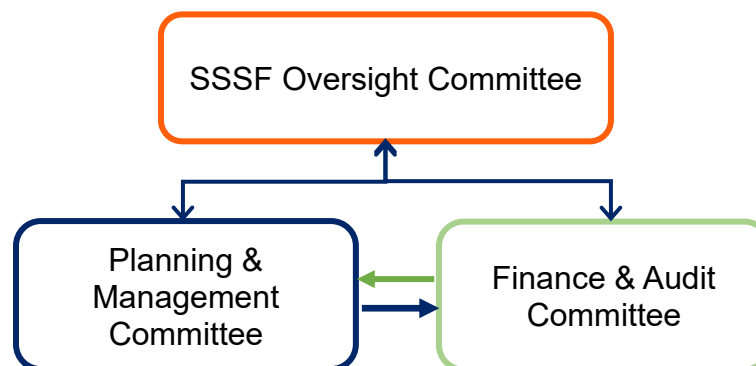 SSSF Oversight Committee
Planning &
Management
Committee
Finance & Audit
Committee